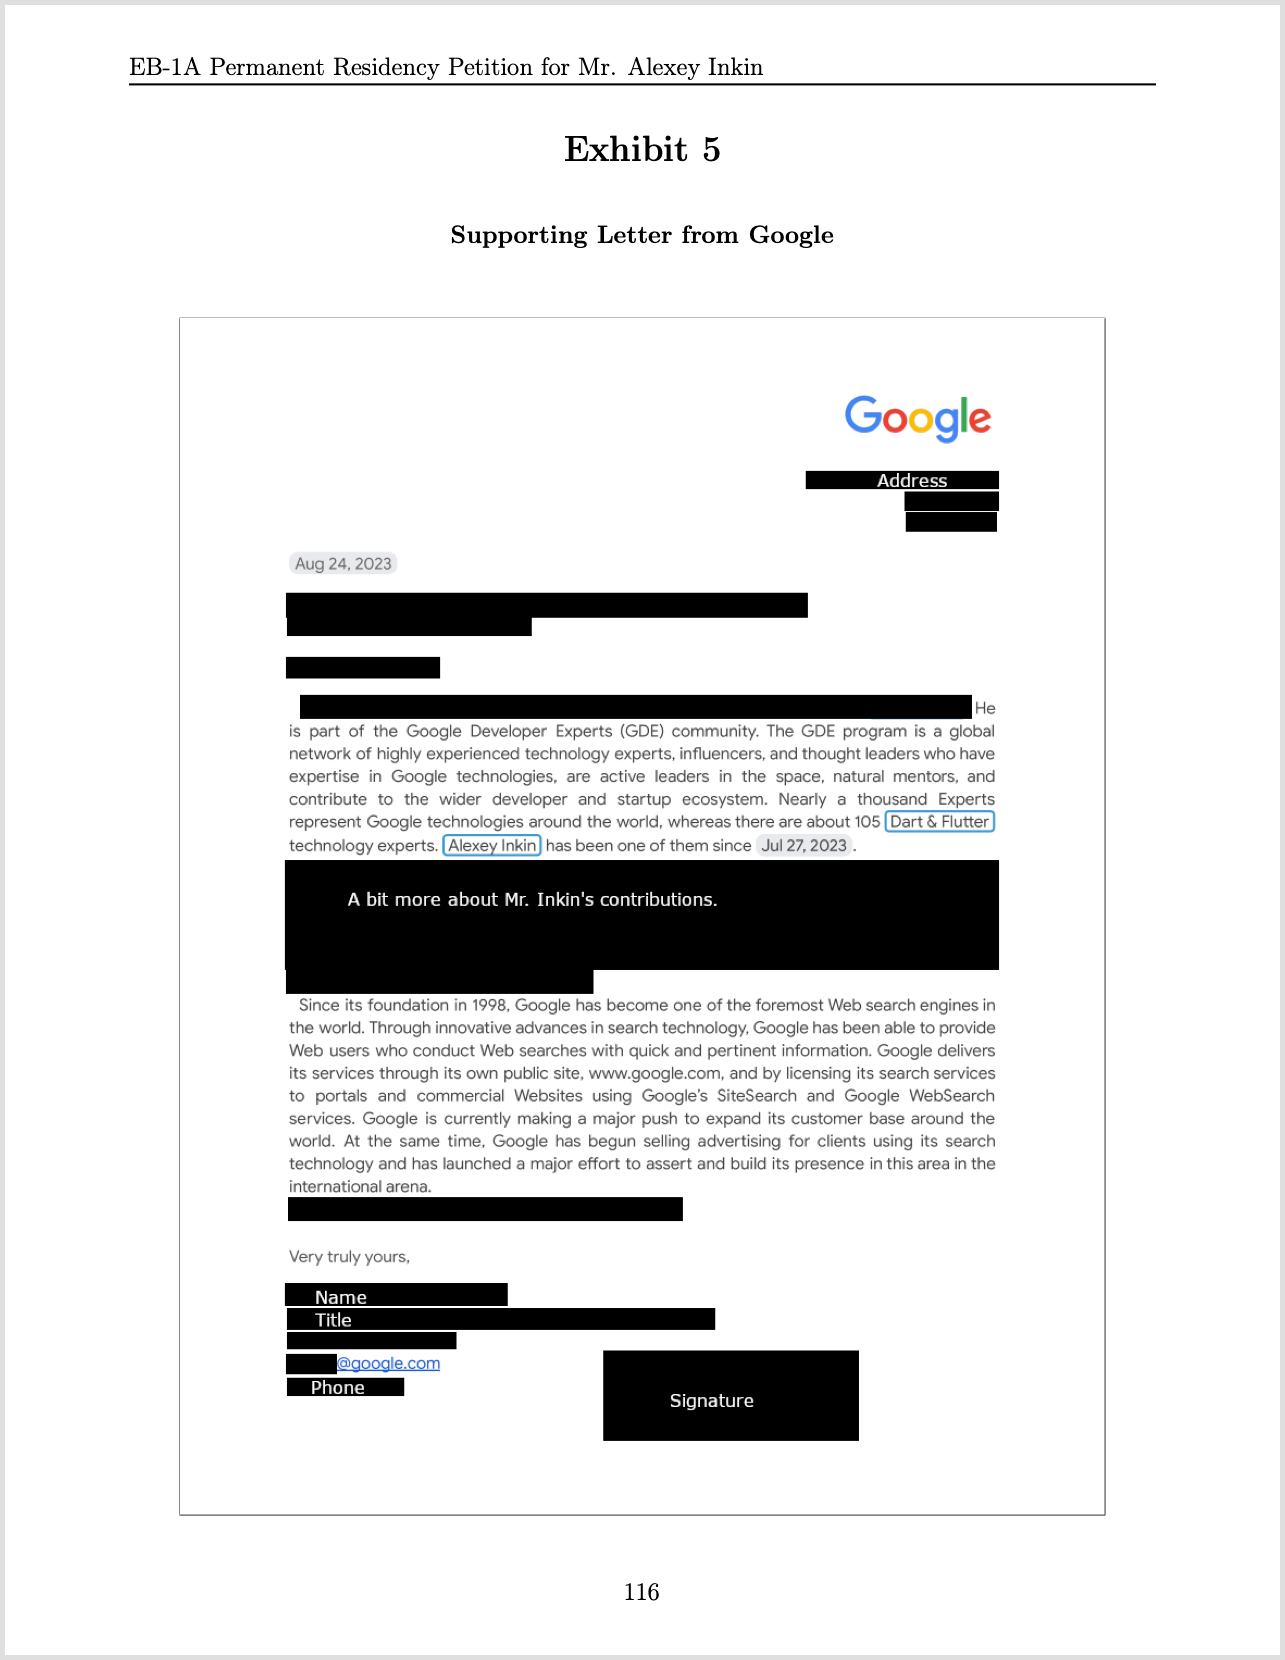 EB-1A Permanent Residency Petition for Mr. Alexey Inkin
Exhibit 5
Supporting Letter from Google
Google
Address
Aug 24, 2023
He
is part of the Google Developer Experts (GDE) community. The GDE program is a global
network of highly experienced technology experts, influencers, and thought leaders who have
expertise in Google technologies, are active leaders in the space, natural mentors, and
contribute to the wider developer and startup ecosystem. Nearly a thousand Experts
represent Google technologies around the world, whereas there are about 105 Dart & Flutter
technology experts. Alexey Inkin has been one of them since Jul 27, 2023 .
A bit more about Mr. Inkin's contributions.
Since its foundation in 1998, Google has become one of the foremost Web search engines in
the world. Through innovative advances in search technology, Google has been able to provide
Web users who conduct Web searches with quick and pertinent information. Google delivers
its services through its own public site, www.google.com, and by licensing its search services
to portals and commercial Websites using Google's SiteSearch and Google WebSearch
services. Google is currently making a major push to expand its customer base around the
world. At the same time, Google has begun selling advertising for clients using its search
technology and has launched a major effort to assert and build its presence in this area in the
international arena.
Very truly yours,
Name
Title
@google.com
Phone
Signature
116